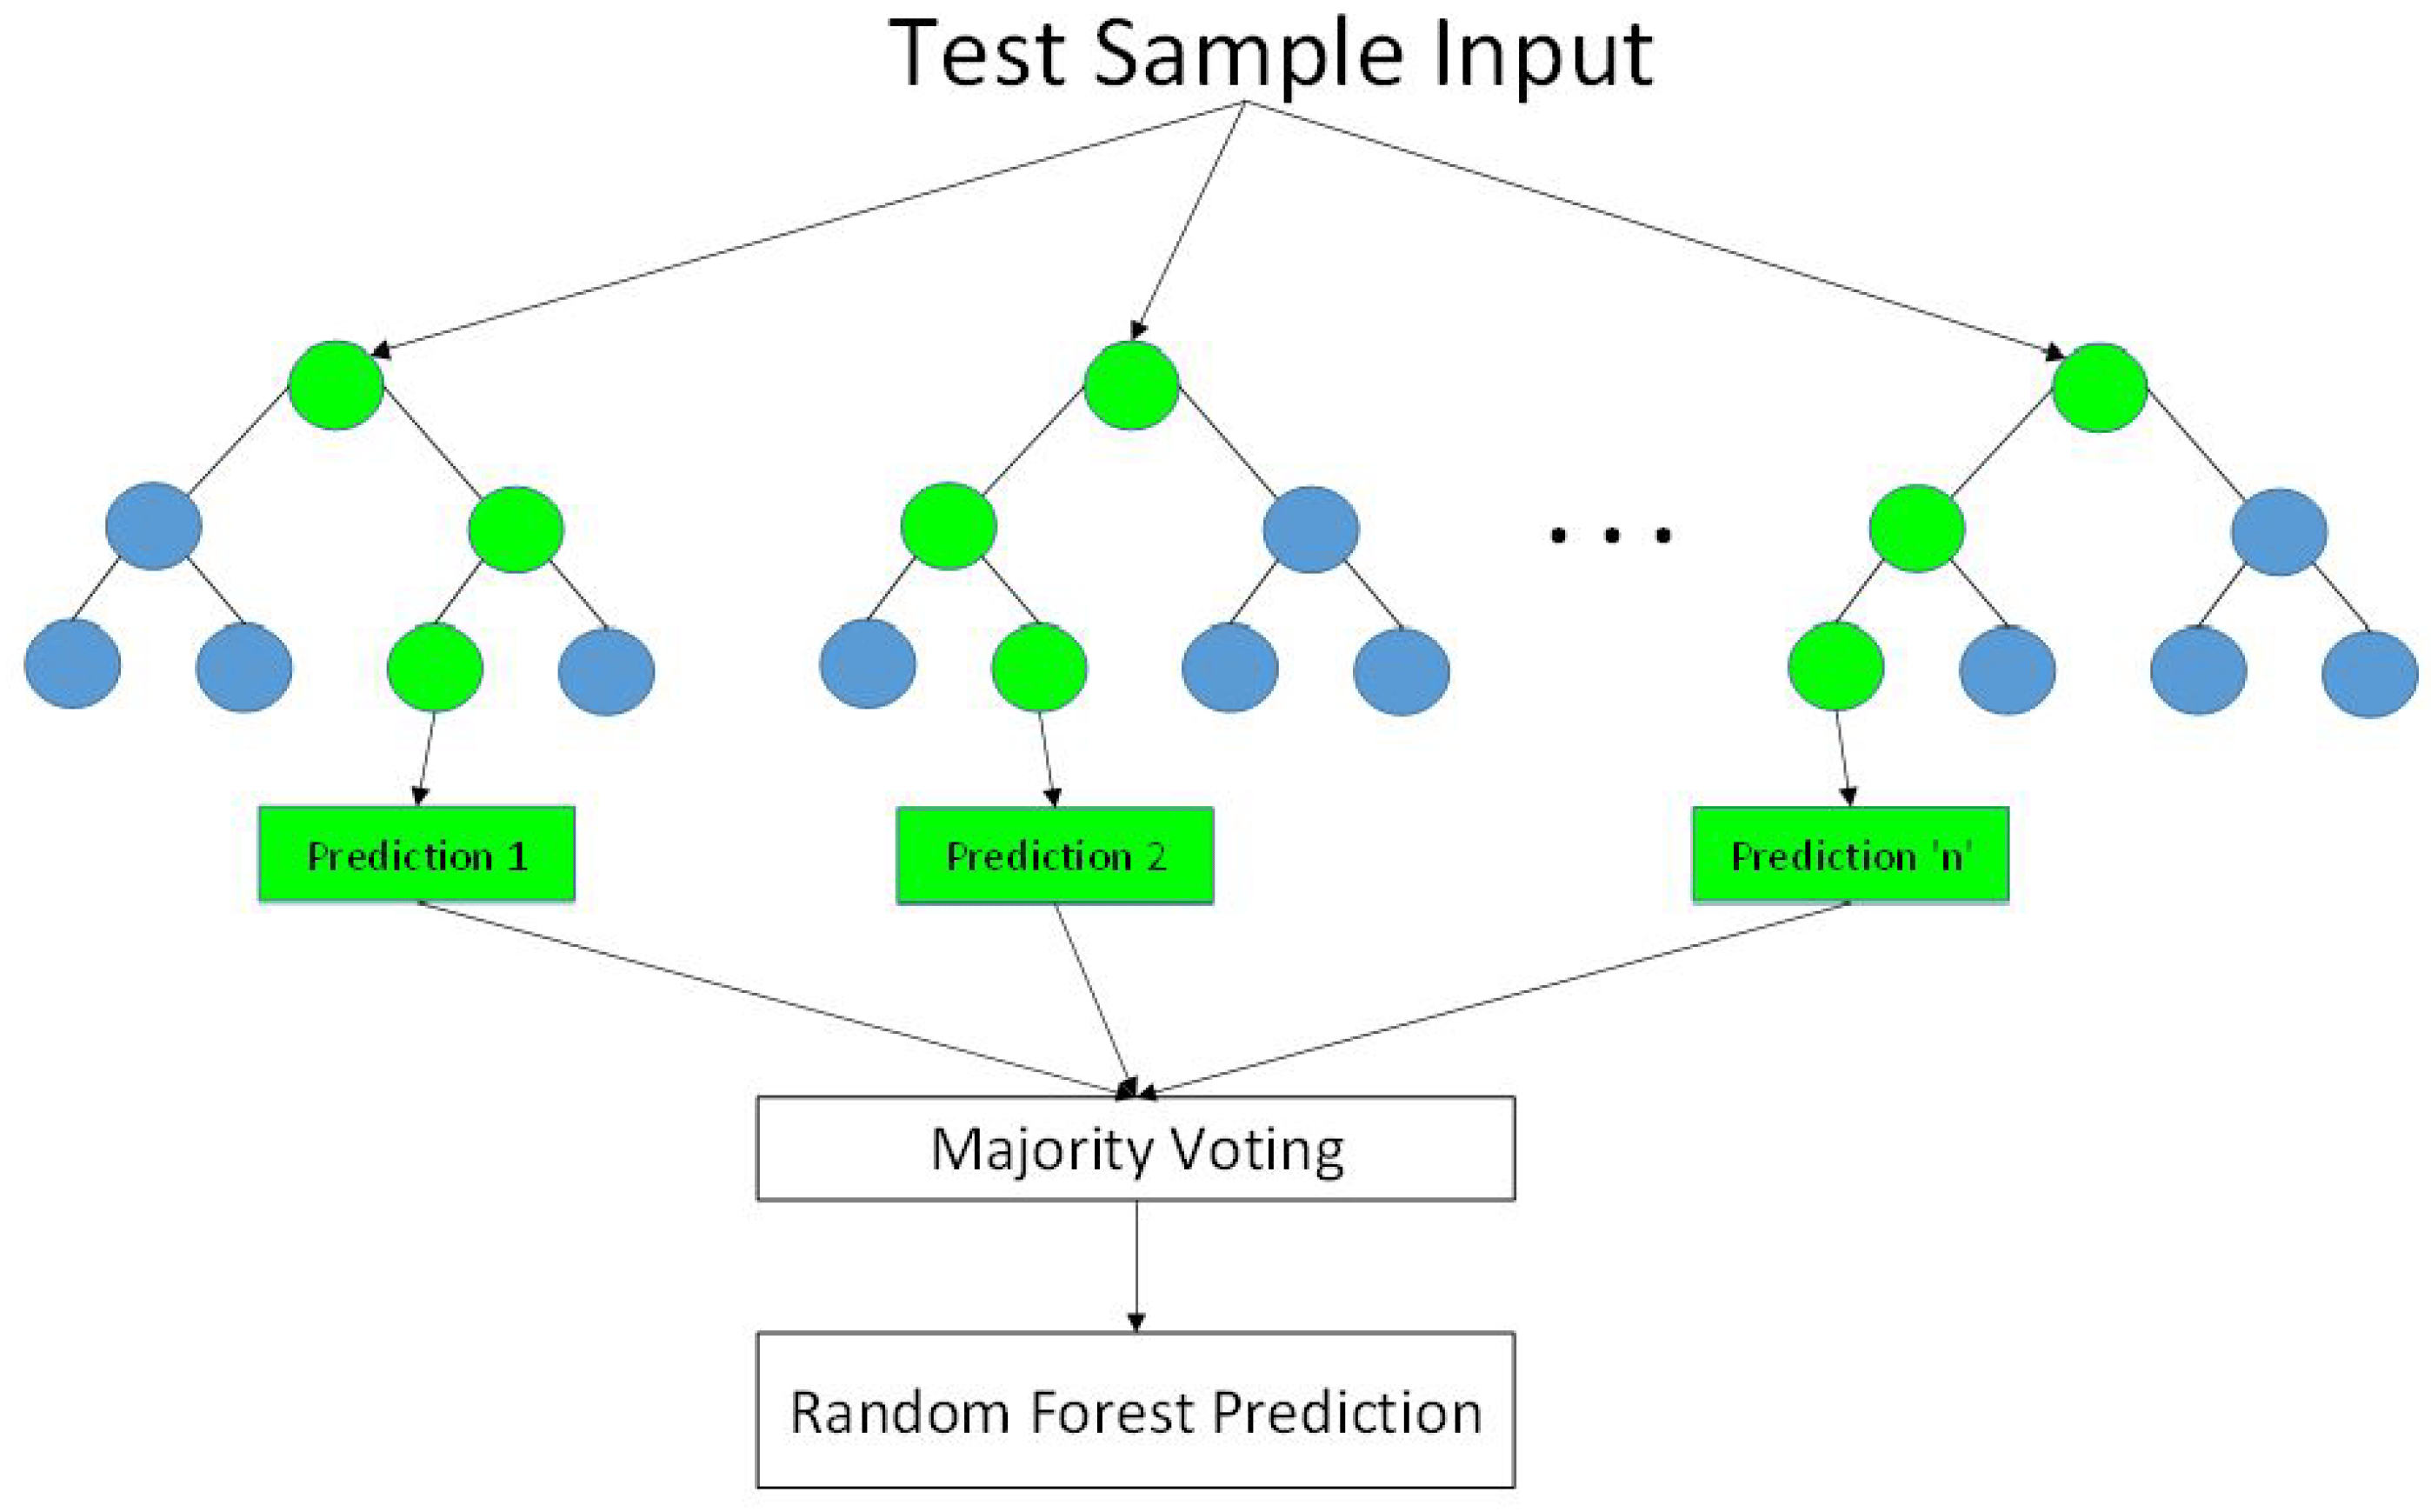 Test Sample Input
. . .
Prediction 1
Prediction 2
Prediction 'n'
Majority Voting
Random Forest Prediction